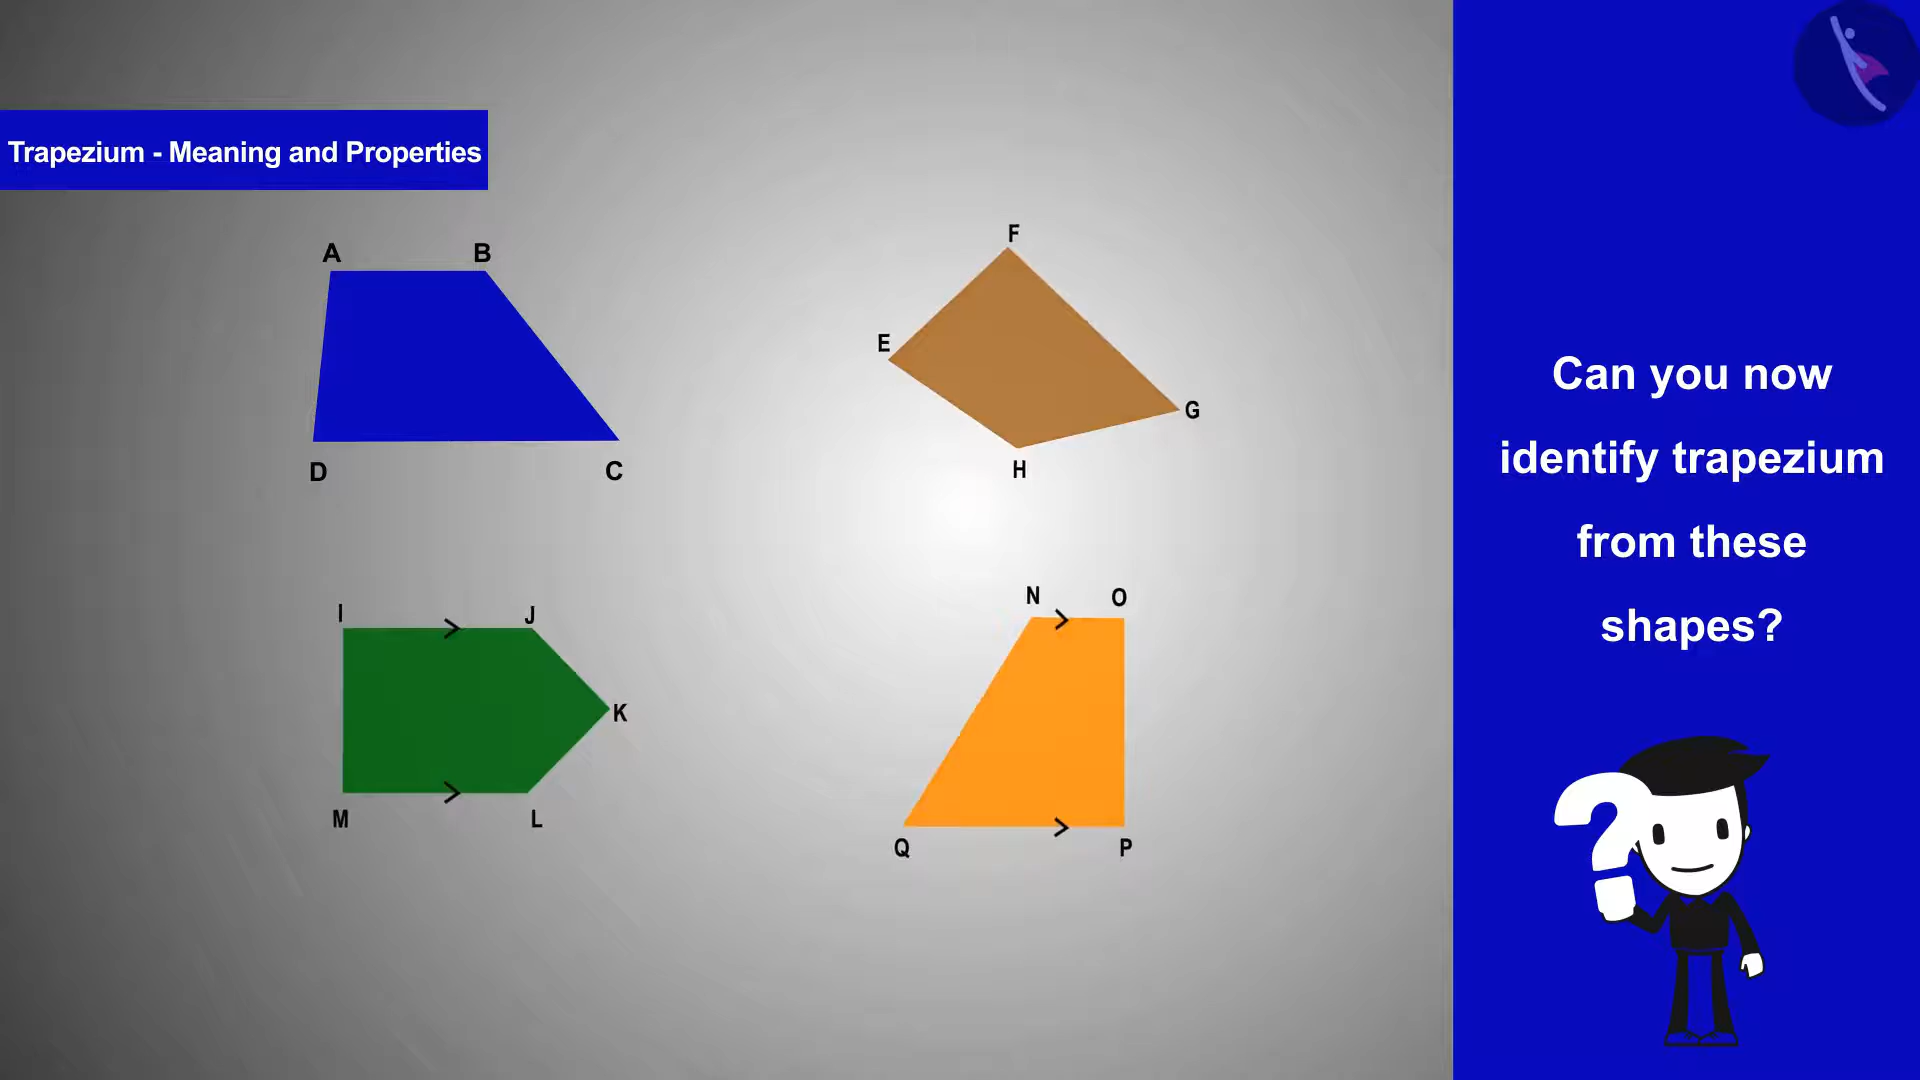 Trapezium - Meaning and Properties
A B
D C
F
E
G
H
I J
K
M L
N O
Q P
Can you now
identify trapezium
from these
shapes?
?